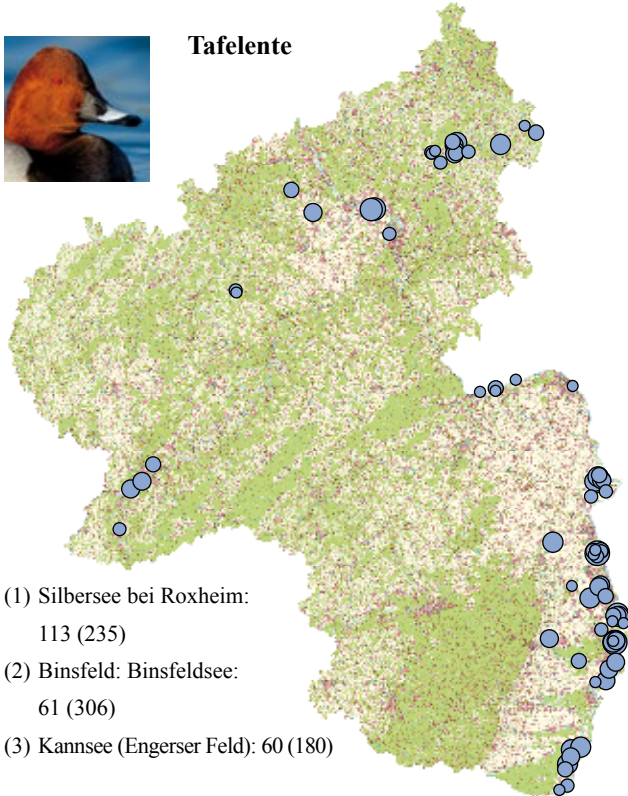 Tafelente
(1) Silbersee bei Roxheim:
113 (235)
(2) Binsfeld: Binsfeldsee:
61 (306)
(3) Kannsee (Engerser Feld): 60 (180)